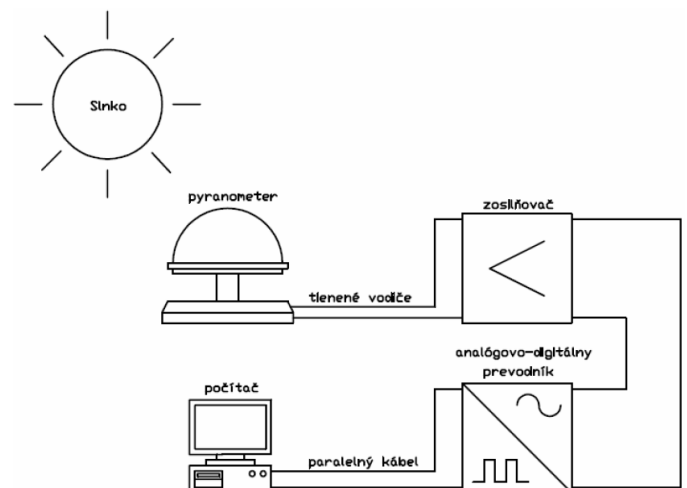 Slnko
pyranometer
zosilňovač
tienené vodiče
analógovo-digitálny
prevodník
počítač
paralelný kábel